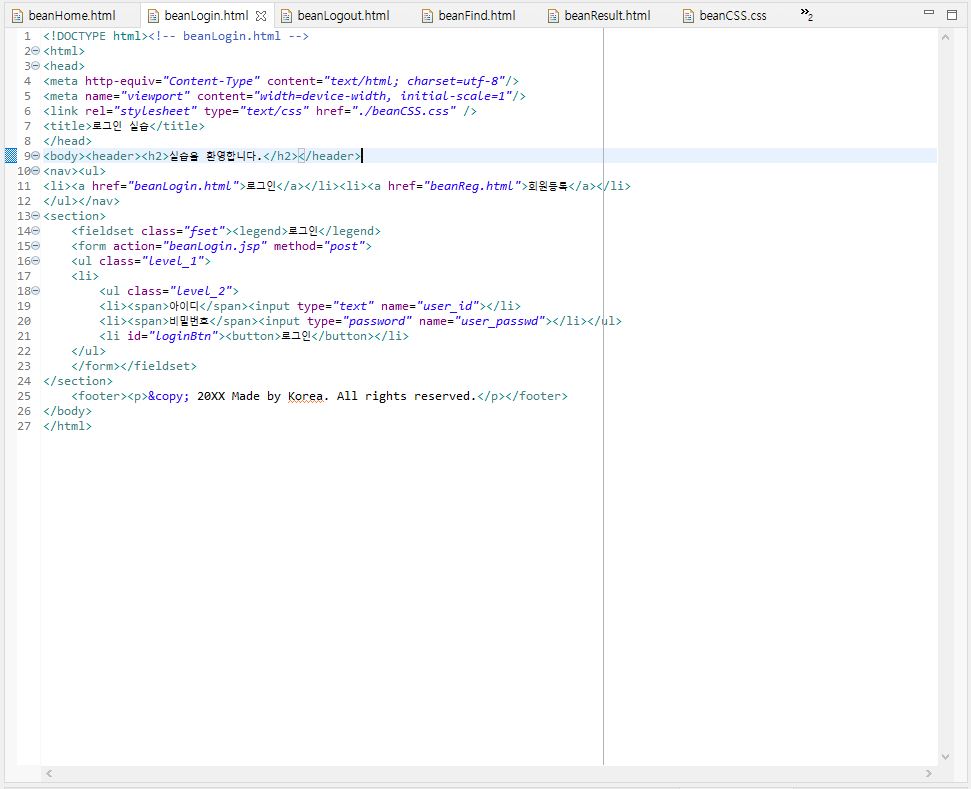 beanHome.html beanLogin.html beanLogout.html beanFind.html beanResult.html beanCSS.css »2
1 <!DOCTYPE html><!-- beanLogin.html -->
2 <html>
3 <head>
4 <meta http-equiv="Content-Type" content="text/html; charset=utf-8"/>
5 <meta name="viewport" content="width=device-width, initial-scale=1"/>
6 <link rel="stylesheet" type="text/css" href="./beanCSS.css" />
7 <title>로그인 실습</title>
8 </head>
9 <body><header><h2>실습을 환영합니다.</h2></header>
10 <nav><ul>
11 <li><a href="beanLogin.html">로그인</a></li><li><a href="beanReg.html">회원등록</a></li>
12 </ul></nav>
13 <section>
14     <fieldset class="fset"><legend>로그인</legend>
15     <form action="beanLogin.jsp" method="post">
16     <ul class="level_1">
17     <li>
18         <ul class="level_2">
19         <li><span>아이디</span><input type="text" name="user_id"></li>
20         <li><span>비밀번호</span><input type="password" name="user_passwd"></li></ul>
21         <li id="loginBtn"><button>로그인</button></li>
22     </ul>
23     </form></fieldset>
24 </section>
25     <footer><p>&copy; 20XX Made by Korea. All rights reserved.</p></footer>
26 </body>
27 </html>